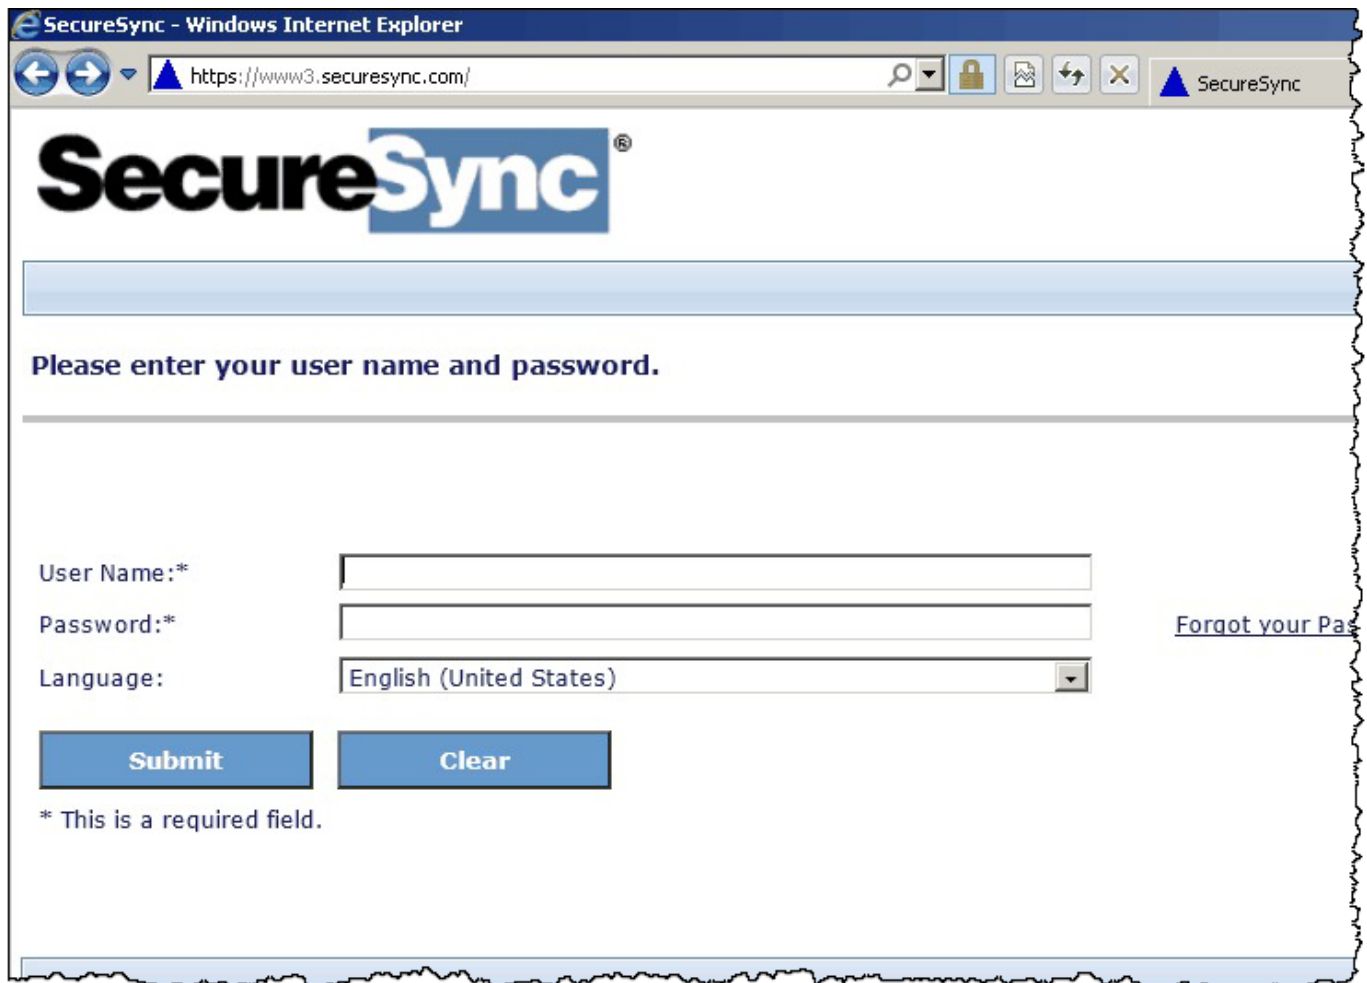 SecureSync - Windows Internet Explorer
https://www3.securesync.com/
SecureSync
SecureSync®
Please enter your user name and password.
User Name:*
Password:*
Forgot your Pas
Language:
English (United States)
Submit
Clear
* This is a required field.